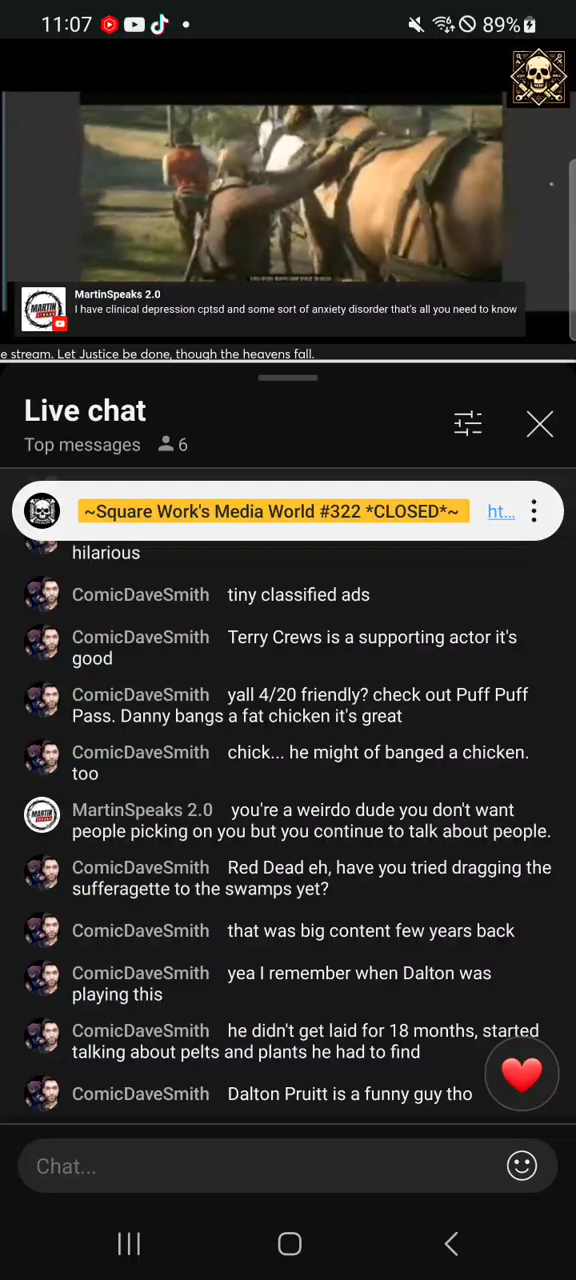 11:07
89%
MartinSpeaks 2.0
I have clinical depression cptsd and some sort of anxiety disorder that's all you need to know
MARTIN
e stream. Let Justice be done, though the heavens fall.
Live chat
Top messages 6
~Square Work's Media World #322 *CLOSED*~ ht...
hilarious
ComicDaveSmith tiny classified ads
ComicDaveSmith Terry Crews is a supporting actor it's
good
ComicDaveSmith yall 4/20 friendly? check out Puff Puff
Pass. Danny bangs a fat chicken it's great
ComicDaveSmith chick... he might of banged a chicken.
too
MartinSpeaks 2.0 you're a weirdo dude you don't want
people picking on you but you continue to talk about people.
ComicDaveSmith Red Dead eh, have you tried dragging the
sufferagette to the swamps yet?
ComicDaveSmith that was big content few years back
ComicDaveSmith yea I remember when Dalton was
playing this
ComicDaveSmith he didn't get laid for 18 months, started
talking about pelts and plants he had to find
ComicDaveSmith Dalton Pruitt is a funny guy tho
Chat...